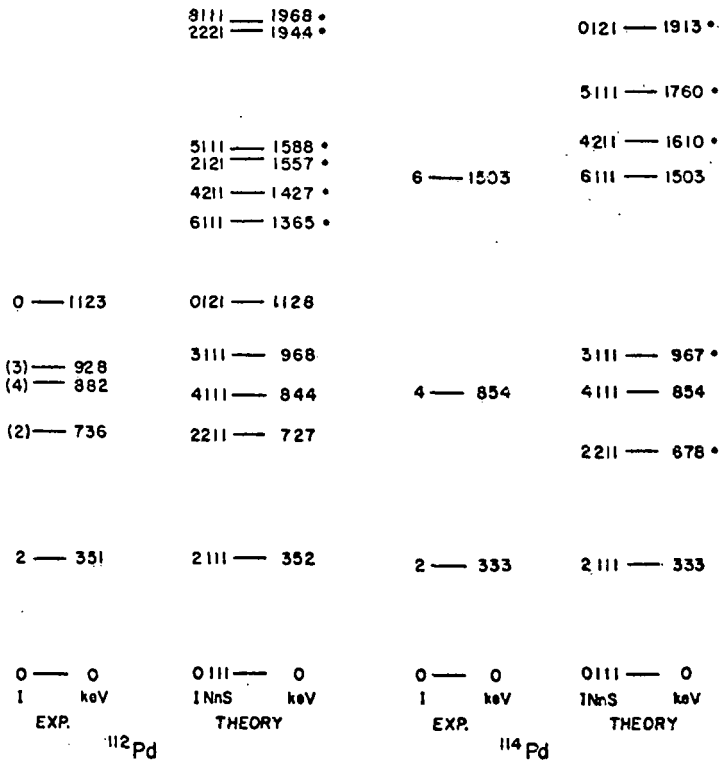 8111 — 1968 •
2221 — 1944 •
5111 — 1588 •
2121 — 1557 •
4211 — 1427 •
6111 — 1365 •
0 — 1123
0121 — 1128
(3) — 928
(4) — 882
(2) — 736
3111 — 968
4111 — 844
2211 — 727
2 — 351
2111 — 352
0 — 0
0111 — 0
I keV
INnS keV
EXP.
THEORY
112Pd
0121 — 1913 •
5111 — 1760 •
4211 — 1610 •
6 — 1503
6111 — 1503
3111 — 967 •
4 — 854
4111 — 854
2211 — 678 •
2 — 333
2111 — 333
0 — 0
0111 — 0
I keV
INnS keV
EXP.
THEORY
114Pd